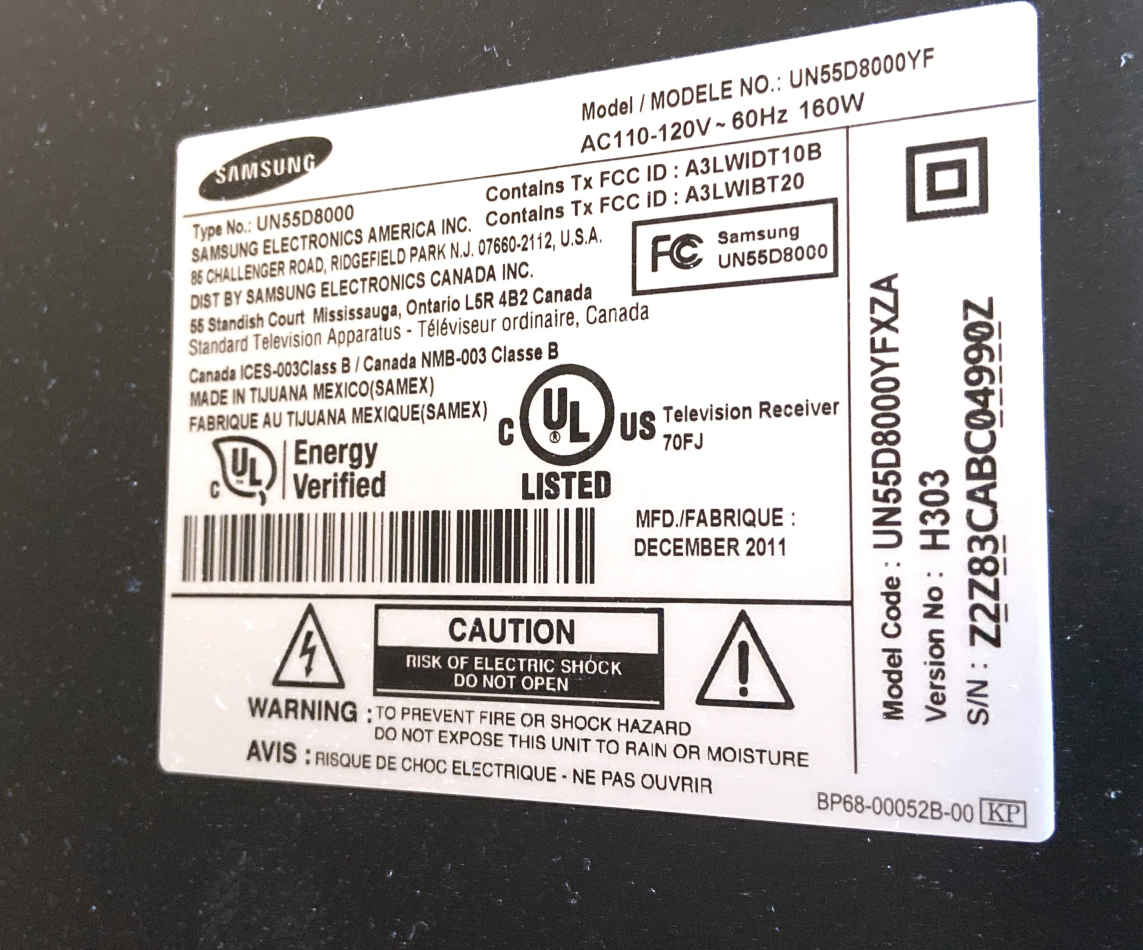 SAMSUNG
Model / MODELE NO.: UN55D8000YF
AC110-120V ~ 60Hz 160W
Type No.: UN55D8000
Contains Tx FCC ID : A3LWIDT10B
Contains Tx FCC ID : A3LWIBT20
SAMSUNG ELECTRONICS AMERICA INC.
85 CHALLENGER ROAD, RIDGEFIELD PARK N.J. 07660-2112, U.S.A.
DIST BY SAMSUNG ELECTRONICS CANADA INC.
55 Standish Court Mississauga, Ontario L5R 4B2 Canada
Standard Television Apparatus - Téléviseur ordinaire, Canada
FC Samsung
UN55D8000
Canada ICES-003Class B / Canada NMB-003 Classe B
MADE IN TIJUANA MEXICO(SAMEX)
FABRIQUE AU TIJUANA MEXIQUE(SAMEX)
C UL Energy
Verified
C UL ® US
LISTED
Television Receiver
70FJ
MFD./FABRIQUE :
DECEMBER 2011
CAUTION
RISK OF ELECTRIC SHOCK
DO NOT OPEN
WARNING : TO PREVENT FIRE OR SHOCK HAZARD
DO NOT EXPOSE THIS UNIT TO RAIN OR MOISTURE
AVIS : RISQUE DE CHOC ELECTRIQUE - NE PAS OUVRIR
Model Code : UN55D8000YFXZA
Version No : H303
S/N : Z2Z83CABC04990Z
BP68-00052B-00 KP